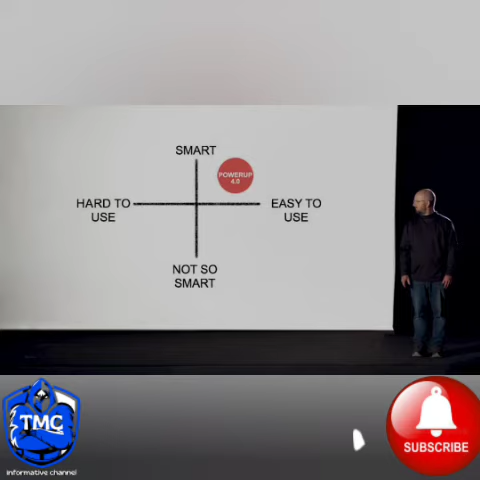 SMART
POWERUP
4.0
HARD TO
USE
EASY TO
USE
NOT SO
SMART
TMC
informative channel
SUBSCRIBE